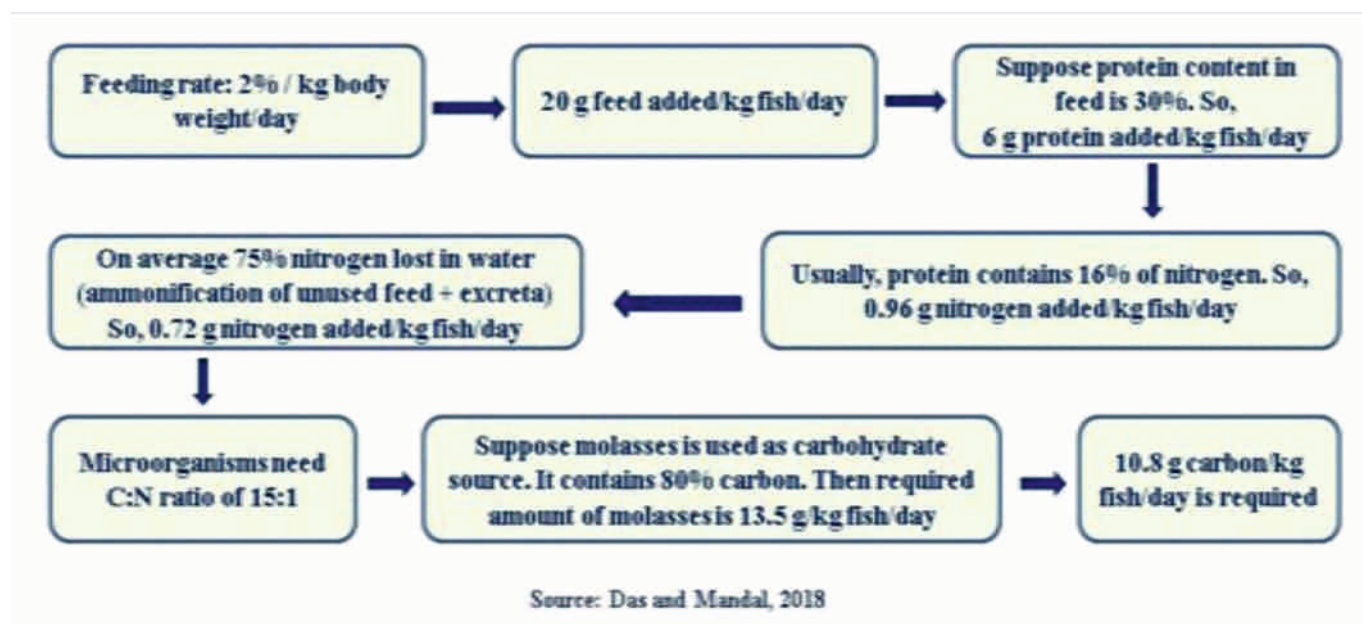 Feeding rate: 2% / kg body
weight/day
20 g feed added/kg fish/day
Suppose protein content in
feed is 30%. So,
6 g protein added/kg fish/day
Usually, protein contains 16% of nitrogen. So,
0.96 g nitrogen added/kg fish/day
On average 75% nitrogen lost in water
(ammonification of unused feed + excreta)
So, 0.72 g nitrogen added/kg fish/day
Microorganisms need
C:N ratio of 15:1
Suppose molasses is used as carbohydrate
source. It contains 80% carbon. Then required
amount of molasses is 13.5 g/kg fish/day
10.8 g carbon/kg
fish/day is required
Source: Das and Mandal, 2018